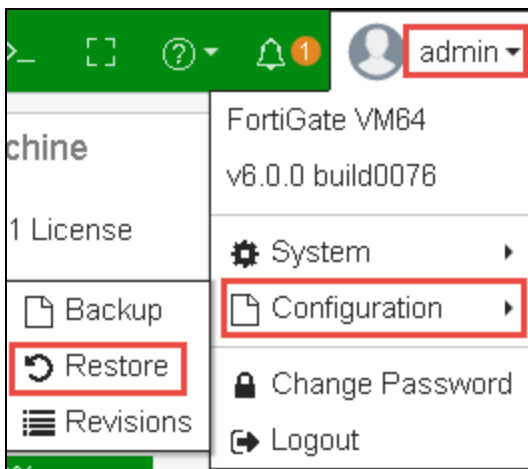 >_
1
admin
FortiGate VM64
v6.0.0 build0076
chine
1 License
System
Configuration
Backup
Restore
Revisions
Change Password
Logout